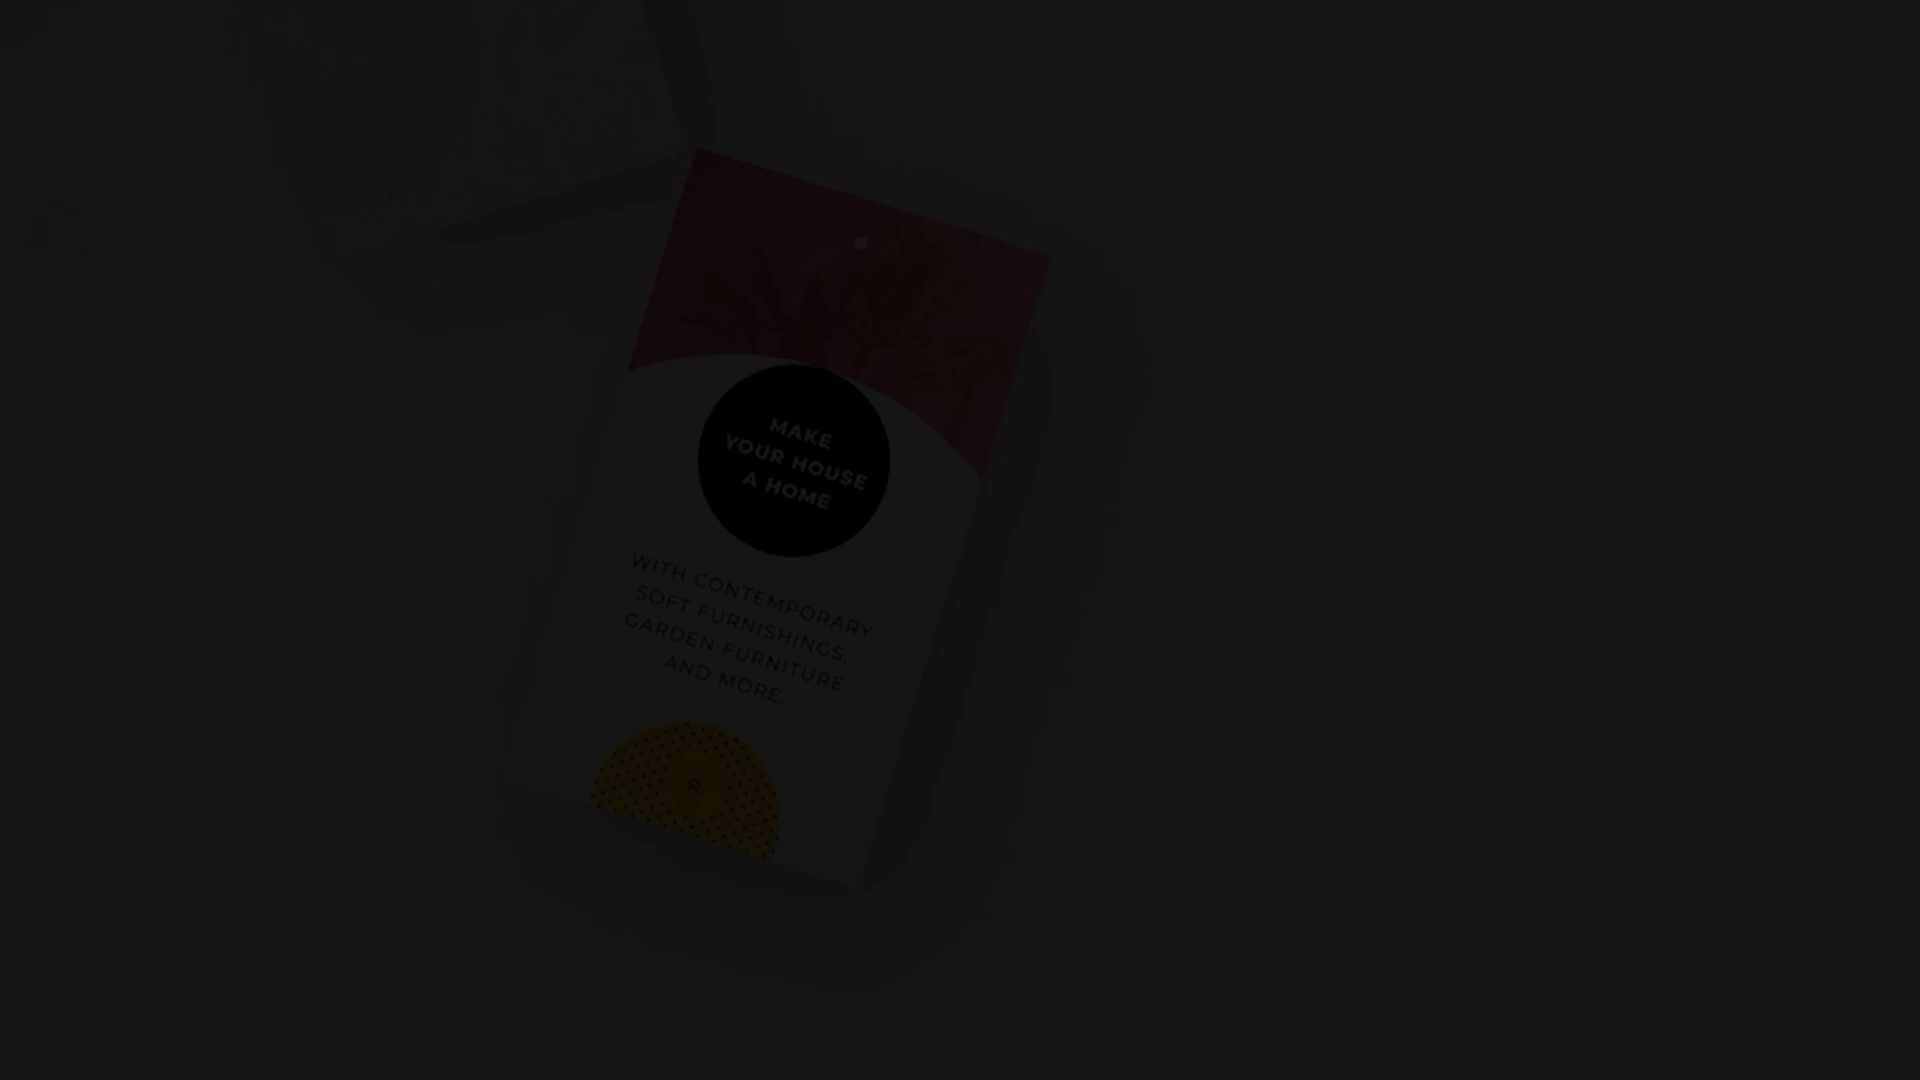 MAKE
YOUR HOUSE
A HOME
WITH CONTEMPORARY
SOFT FURNISHINGS,
GARDEN FURNITURE
AND MORE.